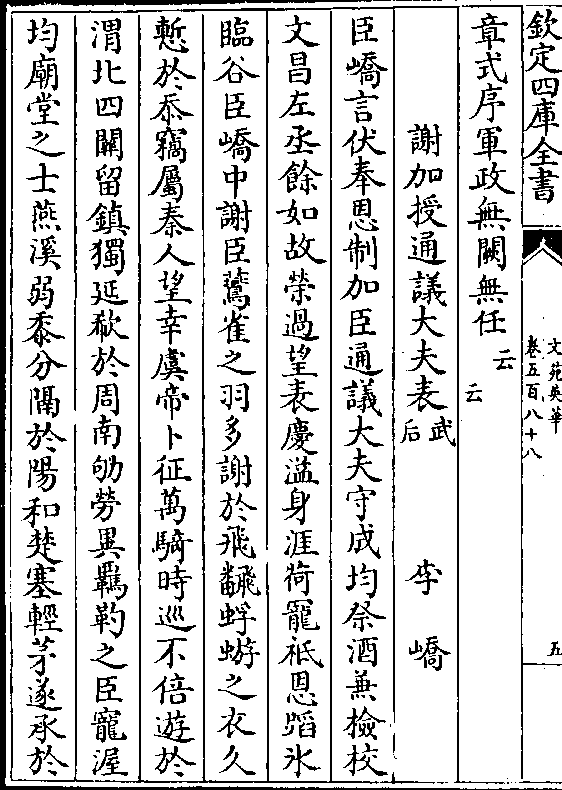 欽定四庫全書
文苑英華
卷五百八十八
五
章式序軍政無闕無任云云
謝加授通議大夫表武后 李嶠
臣嶠言伏奉恩制加臣通議大夫守成均祭酒兼檢校
文昌左丞餘如故榮過望表慶溢身涯荷寵祗恩蹈氷
臨谷臣嶠中謝臣鷽雀之羽多謝於飛飜蜉蝣之衣久
慙於忝竊屬秦人望幸虞帝卜征萬騎時巡不倍遊於
渭北四闗留鎮獨延欷於周南劬勞異羈靮之臣寵渥
均廟堂之士燕溪弱黍分隔於陽和楚塞輕茅遂承於